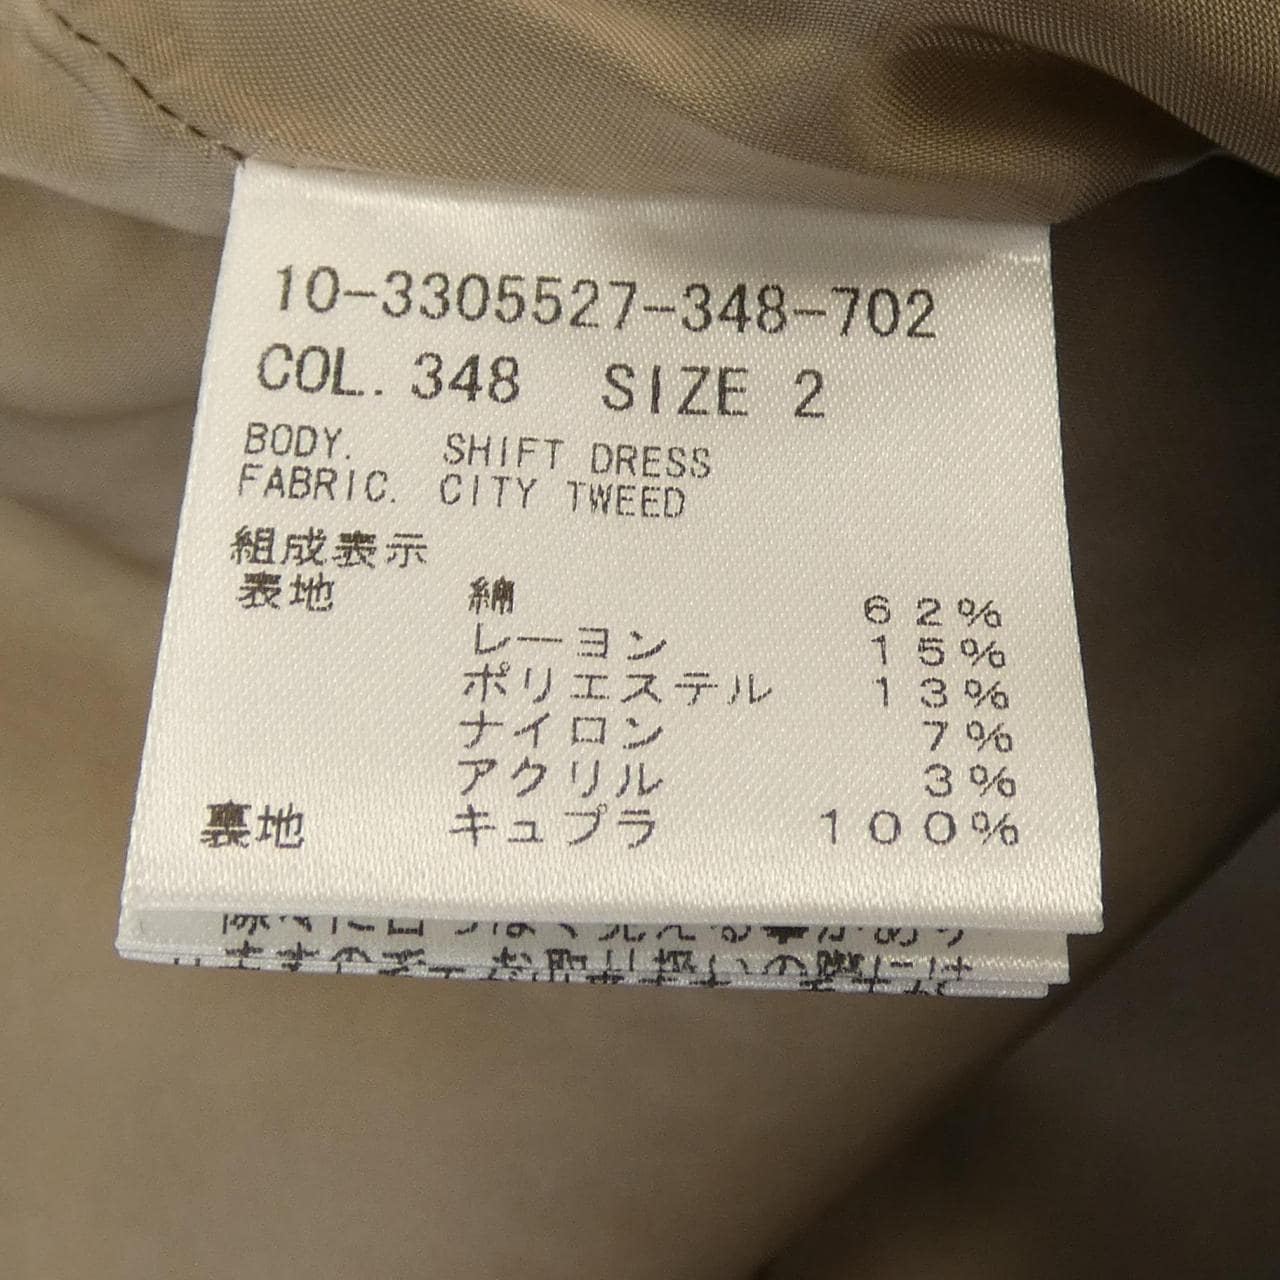 10-3305527-348-702
COL. 348 SIZE 2
BODY. SHIFT DRESS
FABRIC. CITY TWEED
組成表示
表地 綿 62%
レーヨン 15%
ポリエステル 13%
ナイロン 7%
アクリル 3%
裏地 キュプラ 100%